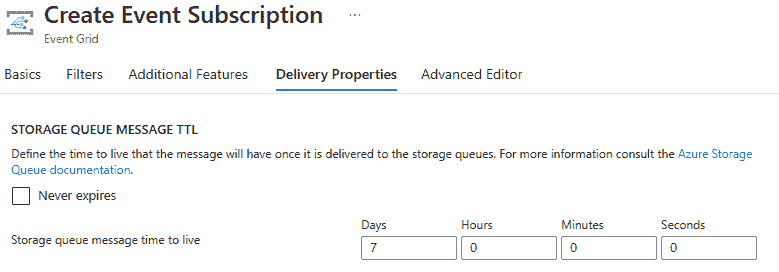 Create Event Subscription ...
Event Grid
Basics Filters Additional Features Delivery Properties Advanced Editor
STORAGE QUEUE MESSAGE TTL
Define the time to live that the message will have once it is delivered to the storage queues. For more information consult the Azure Storage
Queue documentation.
Never expires
Days Hours Minutes Seconds
Storage queue message time to live 7 0 0 0